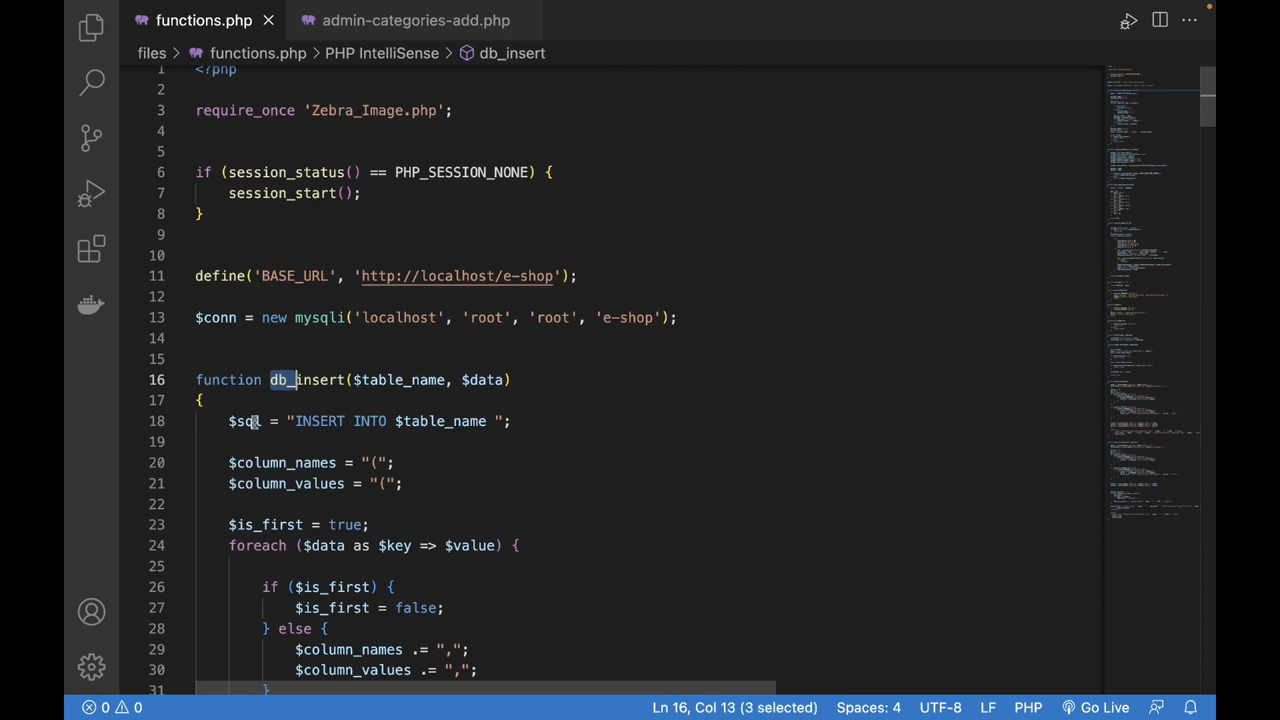 functions.php
admin-categories-add.php
files > functions.php > PHP IntelliSense > db_insert
1 <?php
2
3 require_once 'Zebra_Image.php';
4
5
6 if (session_status() == PHP_SESSION_NONE) {
7 session_start();
8 }
9
10
11 define('BASE_URL', 'http://localhost/e-shop');
12
13 $conn = new mysqli('localhost', 'root', 'root', 'e-shop');
14
15
16 function db_insert($table_name, $data)
17 {
18 $sql = "INSERT INTO $table_name ";
19
20 $column_names = "(";
21 $column_values = "(";
22
23 $is_first = true;
24 foreach ($data as $key => $value) {
25
26 if ($is_first) {
27 $is_first = false;
28 } else {
29 $column_names .= ",";
30 $column_values .= ",";
31 }
0 0 Ln 16, Col 13 (3 selected) Spaces: 4 UTF-8 LF PHP Go Live